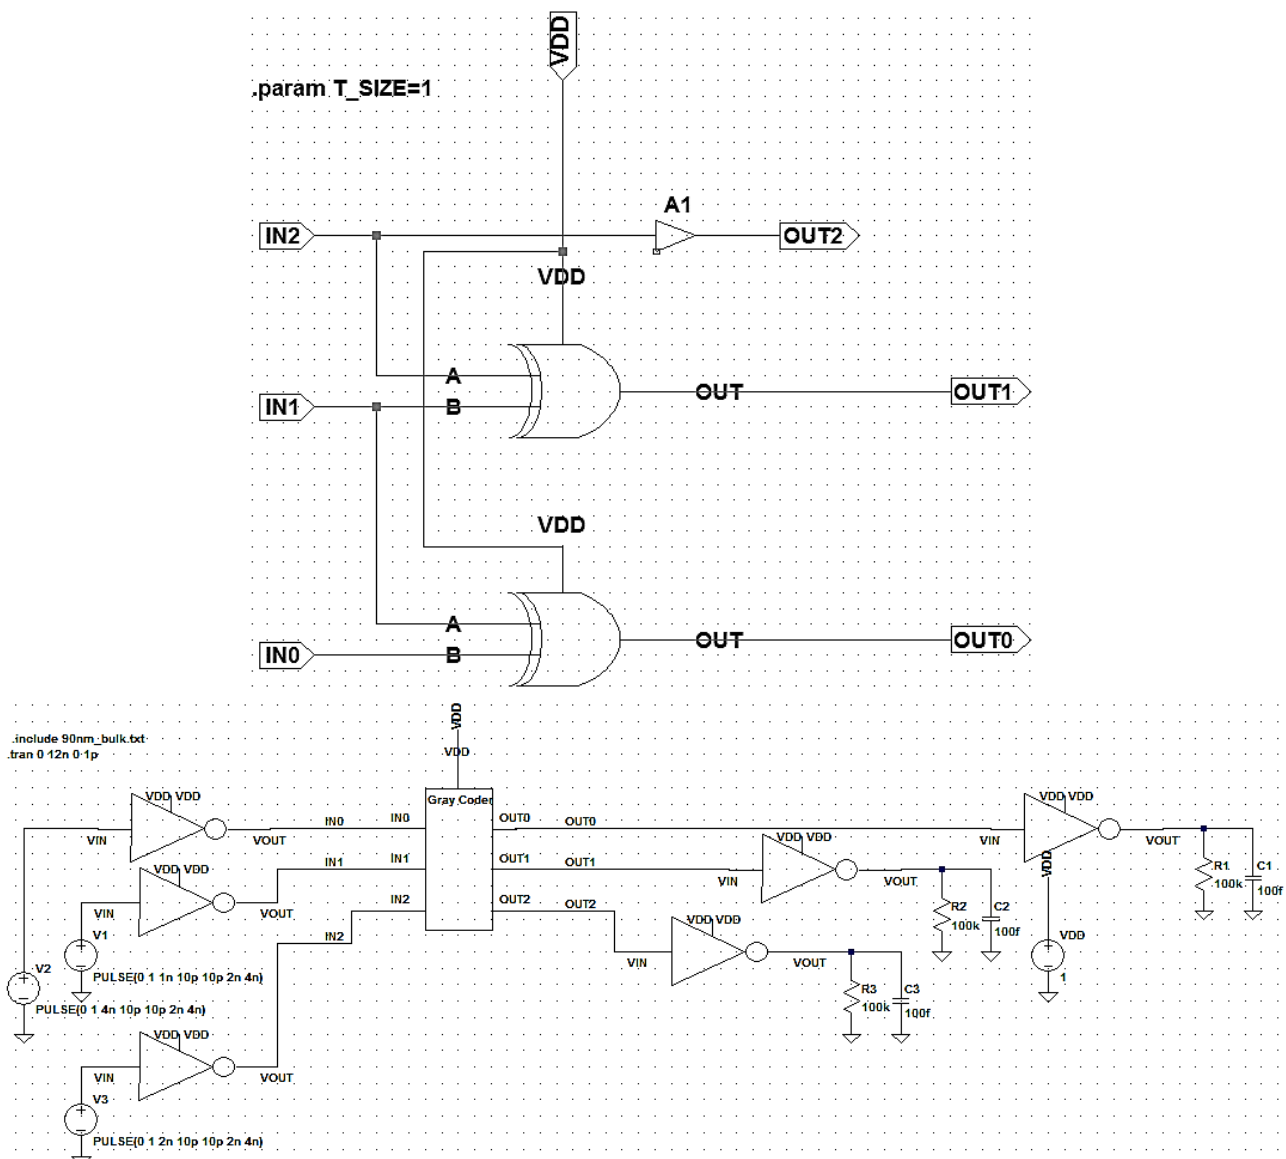 VDD
.param T_SIZE=1
A1
IN2
OUT2
VDD
A
IN1
B
OUT
OUT1
VDD
A
IN0
B
OUT
OUT0
VDD
.include 90nm_bulk.txt
.tran 0 12n 0 1p
VDD
VDD VDD
Gray Coder
VDD VDD
VIN
VOUT
IN0
IN0
OUT0
OUT0
VIN
VOUT
VDD VDD
IN1
IN1
OUT1
OUT1
VDD VDD
VDD
R1
100k
C1
100f
VIN
VOUT
IN2
IN2
OUT2
OUT2
VIN
VOUT
V1
PULSE(0 1 1n 10p 10p 2n 4n)
VDD VDD
R2
100k
C2
100f
VDD
1
V2
PULSE(0 1 4n 10p 10p 2n 4n)
VIN
VOUT
R3
100k
C3
100f
VDD VDD
VIN
VOUT
V3
PULSE(0 1 2n 10p 10p 2n 4n)